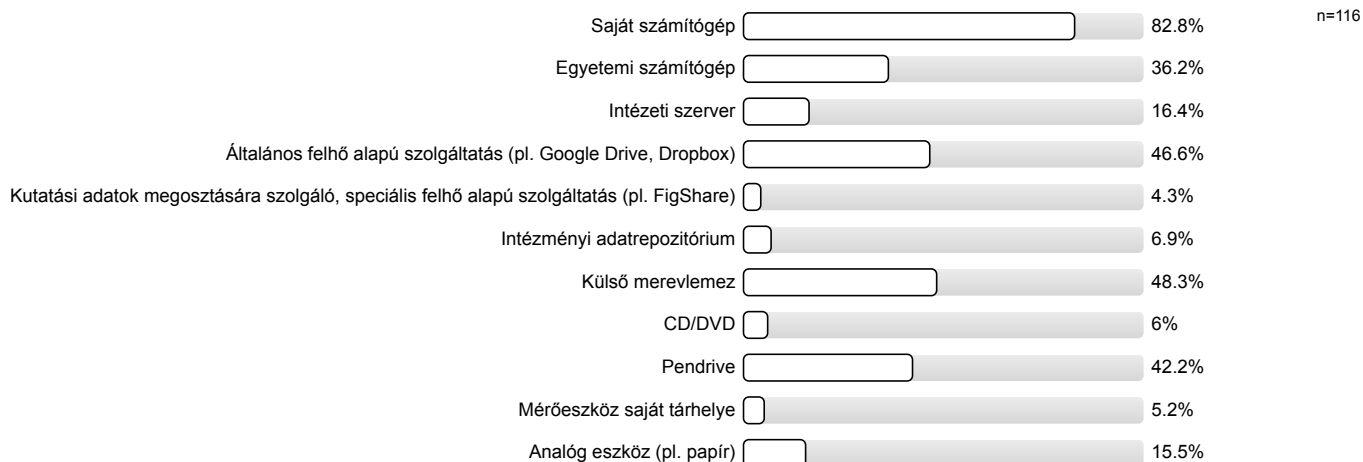 n=116
Saját számítógép 82.8%
Egyetemi számítógép 36.2%
Intézeti szerver 16.4%
Általános felhő alapú szolgáltatás (pl. Google Drive, Dropbox) 46.6%
Kutatási adatok megosztására szolgáló, speciális felhő alapú szolgáltatás (pl. FigShare) 4.3%
Intézményi adatrepozitórium 6.9%
Külső merevlemez 48.3%
CD/DVD 6%
Pendrive 42.2%
Mérőeszköz saját tárhelye 5.2%
Analóg eszköz (pl. papír) 15.5%